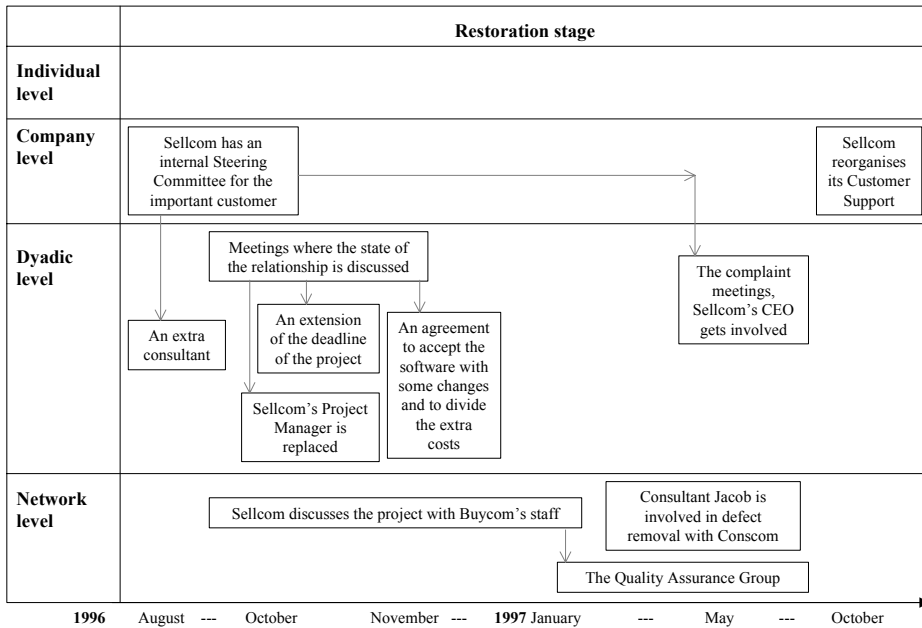 Restoration stage
Individual
level
Company
level
Sellcom has an
internal Steering
Committee for the
important customer
Sellcom
reorganises
its Customer
Support
Dyadic
level
Meetings where the state of
the relationship is discussed
An extra
consultant
An extension
of the deadline
of the project
Sellcom’s Project
Manager is
replaced
An agreement
to accept the
software with
some changes
and to divide
the extra
costs
The complaint
meetings,
Sellcom’s CEO
gets involved
Network
level
Sellcom discusses the project with Buycom’s staff
Consultant Jacob is
involved in defect
removal with Conscom
The Quality Assurance Group
1996 August --- October November --- 1997 January --- May --- October